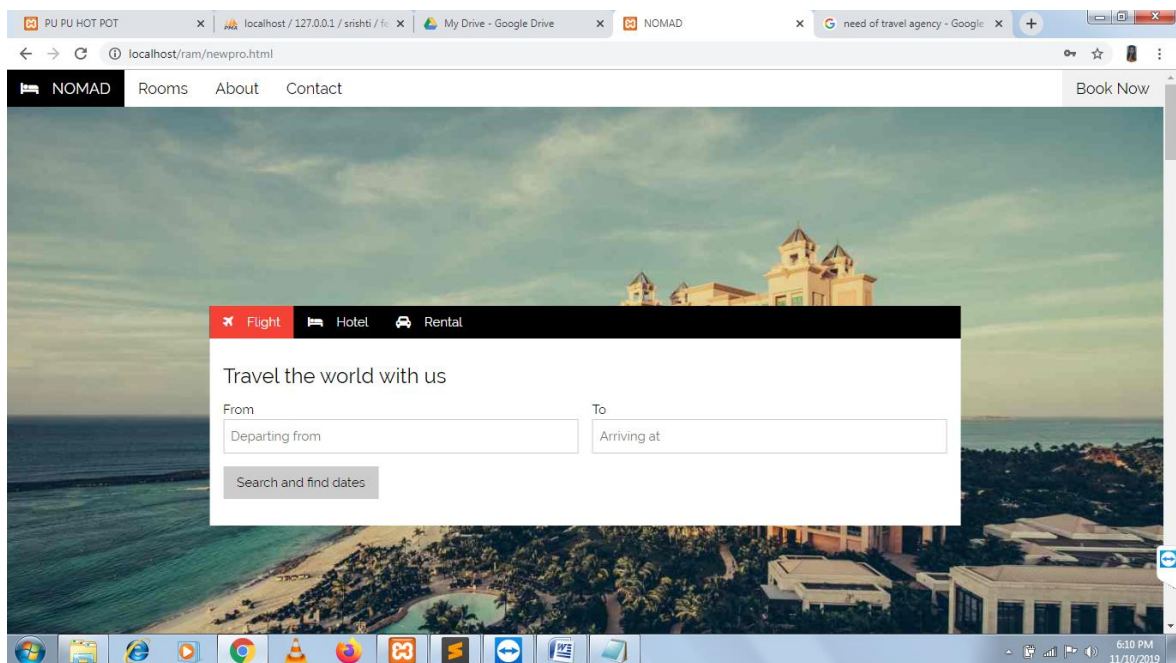 PU PU HOT POT
localhost / 127.0.0.1 / srishti / fe
My Drive - Google Drive
NOMAD
need of travel agency - Google
localhost/ram/newpro.html
NOMAD Rooms About Contact Book Now
Flight Hotel Rental
Travel the world with us
From To
Departing from Arriving at
Search and find dates
6:10 PM
11/10/2019